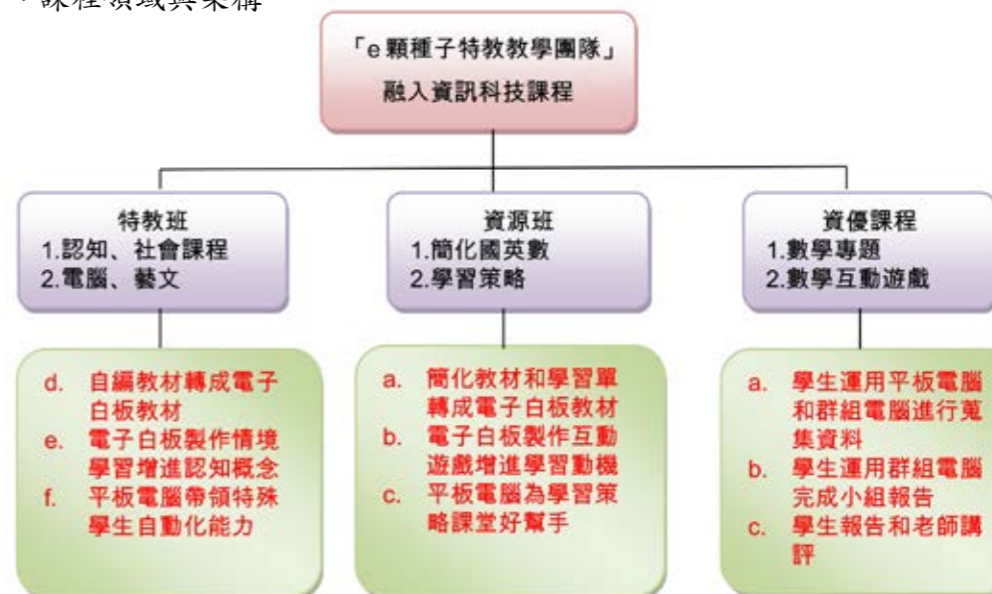 課程領域與架構
「e顆種子特教教學團隊」
融入資訊科技課程
特教班
1.認知、社會課程
2.電腦、藝文
資源班
1.簡化國英數
2.學習策略
資優課程
1.數學專題
2.數學互動遊戲
d. 自編教材轉成電子
白板教材
e. 電子白板製作情境
學習增進認知概念
f. 平板電腦帶領特殊
學生自動化能力
a. 簡化教材和學習單
轉成電子白板教材
b. 電子白板製作互動
遊戲增進學習動機
c. 平板電腦為學習策
略課堂好幫手
a. 學生運用平板電腦
和群組電腦進行蒐
集資料
b. 學生運用群組電腦
完成小組報告
c. 學生報告和老師講
評